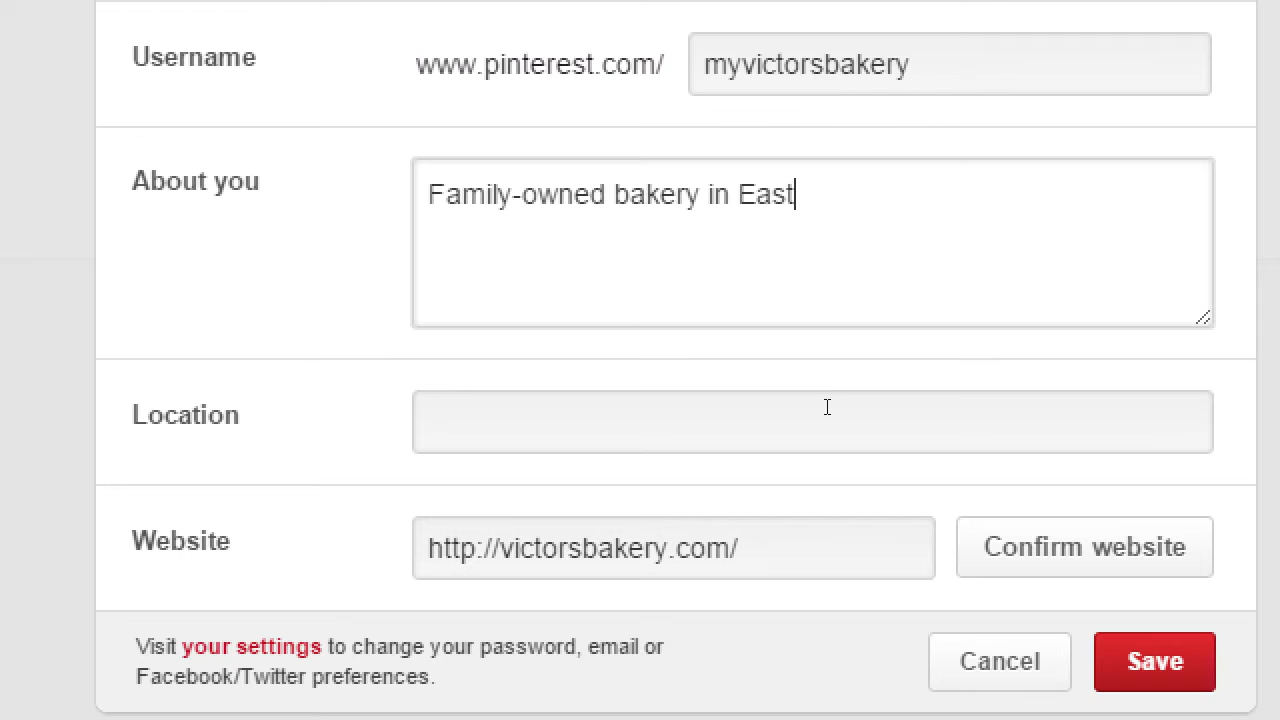 Username www.pinterest.com/ myvictorsbakery
About you Family-owned bakery in East
Location
Website http://victorsbakery.com/ Confirm website
Visit your settings to change your password, email or
Facebook/Twitter preferences.
Cancel Save